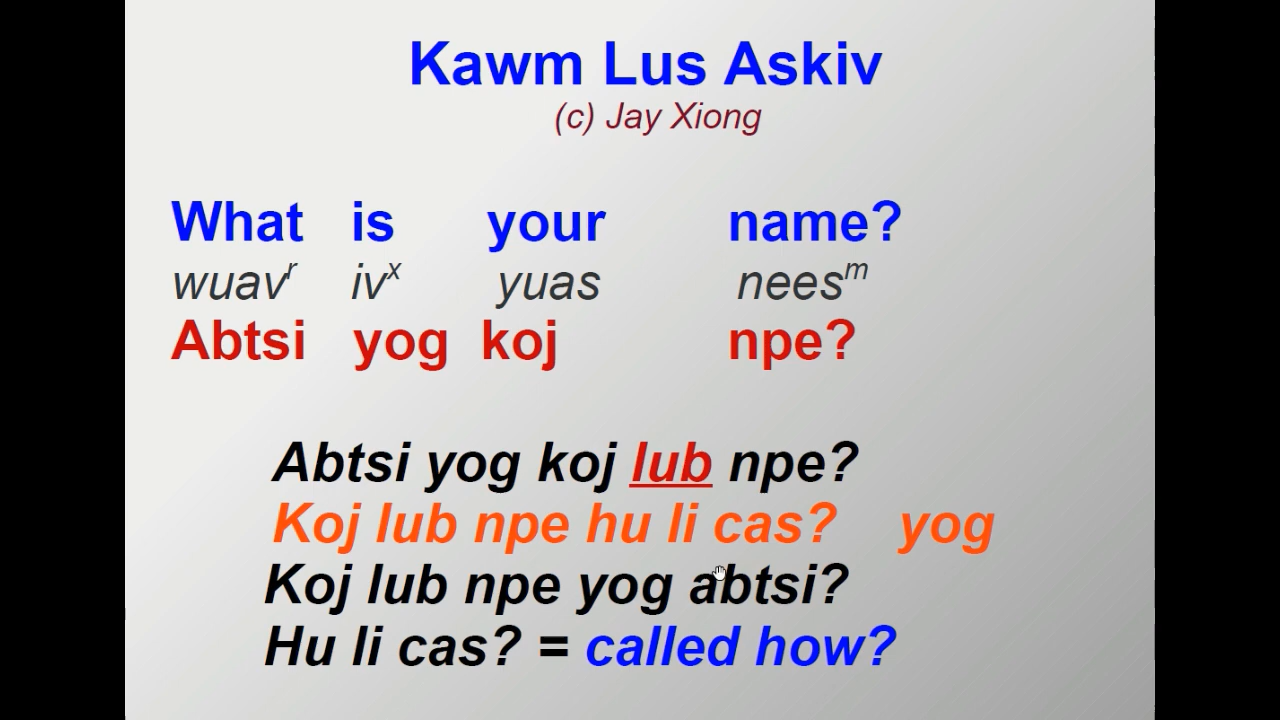 Kawm Lus Askiv
(c) Jay Xiong
What is your name?
wuavʳ ivˣ yuas neesᵐ
Abtsi yog koj npe?
Abtsi yog koj lub npe?
Koj lub npe hu li cas? yog
Koj lub npe yog abtsi?
Hu li cas? = called how?